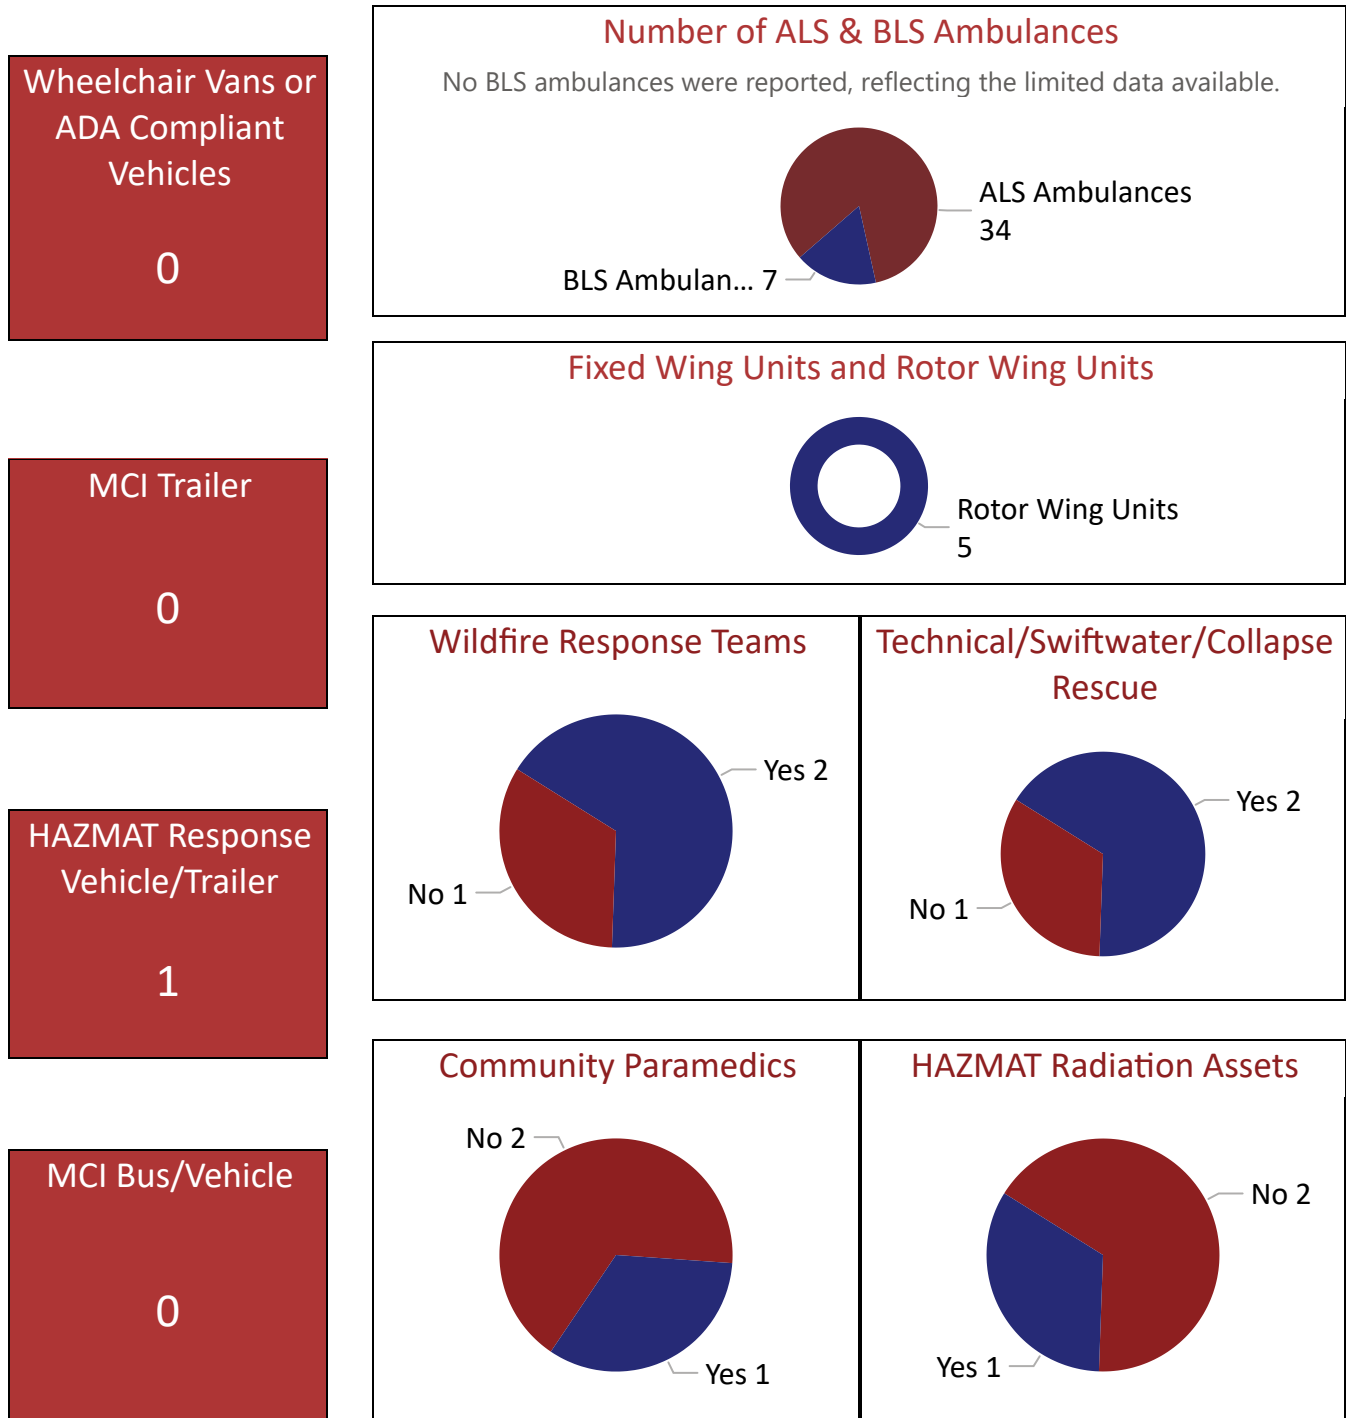 Wheelchair Vans or
ADA Compliant
Vehicles
0
MCI Trailer
0
HAZMAT Response
Vehicle/Trailer
1
MCI Bus/Vehicle
0
Number of ALS & BLS Ambulances
No BLS ambulances were reported, reflecting the limited data available.
ALS Ambulances
34
BLS Ambulan... 7
Fixed Wing Units and Rotor Wing Units
Rotor Wing Units
5
Wildfire Response Teams
Yes 2
No 1
Technical/Swiftwater/Collapse
Rescue
Yes 2
No 1
Community Paramedics
No 2
Yes 1
HAZMAT Radiation Assets
No 2
Yes 1